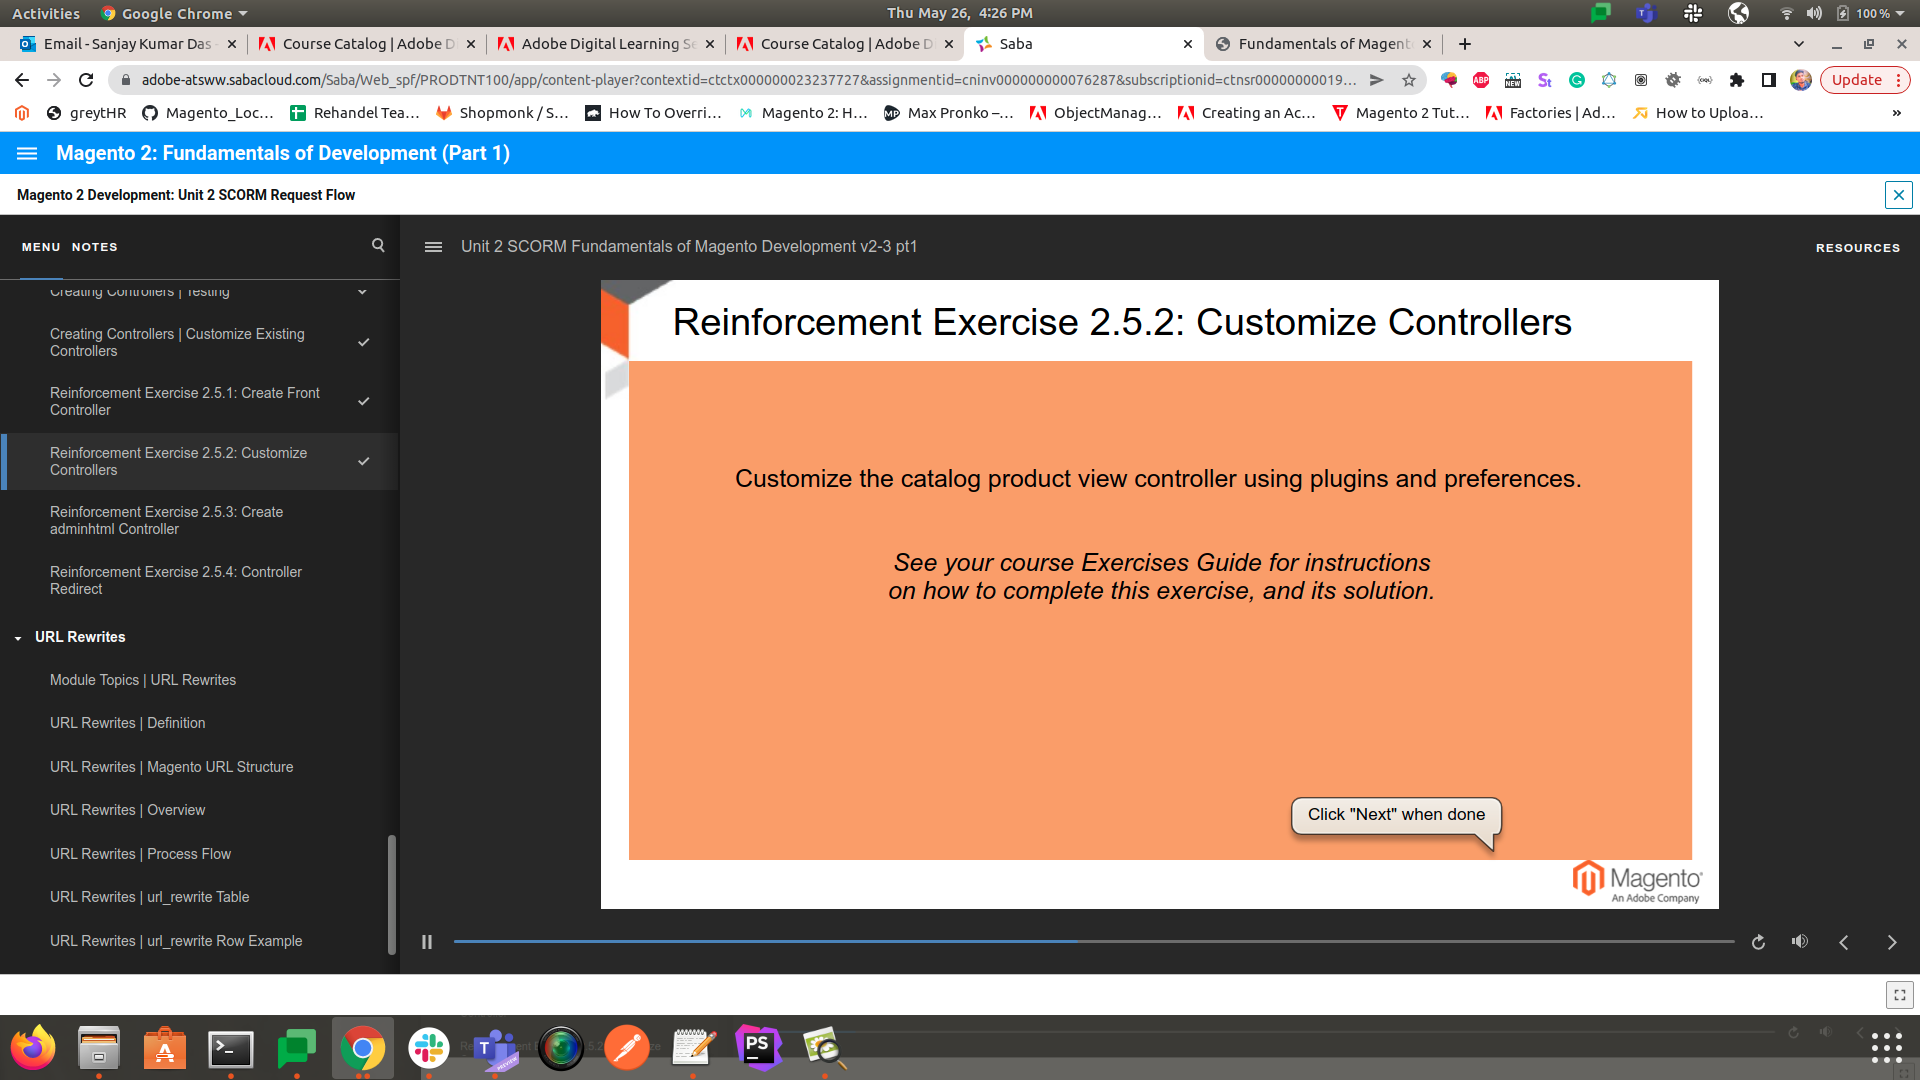 Activities
Google Chrome
Thu May 26, 4:26 PM
100 %
Email - Sanjay Kumar Das -
Course Catalog | Adobe D
Adobe Digital Learning Se
Course Catalog | Adobe D
Saba
Fundamentals of Magent
adobe-atsww.sabacloud.com/Saba/Web_spf/PRODTNT100/app/content-player?contextid=ctctx000000023237727&assignmentid=cninv000000000076287&subscriptionid=ctnsr00000000019...
ABP
NEW
St
Update
greytHR
Magento_Loc...
Rehandel Tea...
Shopmonk / S...
How To Overri...
Magento 2: H...
Max Pronko –...
ObjectManag...
Creating an Ac...
Magento 2 Tut...
Factories | Ad...
How to Uploa...
»
Magento 2: Fundamentals of Development (Part 1)
Magento 2 Development: Unit 2 SCORM Request Flow
MENU
NOTES
Unit 2 SCORM Fundamentals of Magento Development v2-3 pt1
RESOURCES
Creating Controllers | Testing
Creating Controllers | Customize Existing
Controllers
Reinforcement Exercise 2.5.1: Create Front
Controller
Reinforcement Exercise 2.5.2: Customize
Controllers
Reinforcement Exercise 2.5.3: Create
adminhtml Controller
Reinforcement Exercise 2.5.4: Controller
Redirect
URL Rewrites
Module Topics | URL Rewrites
URL Rewrites | Definition
URL Rewrites | Magento URL Structure
URL Rewrites | Overview
URL Rewrites | Process Flow
URL Rewrites | url_rewrite Table
URL Rewrites | url_rewrite Row Example
Reinforcement Exercise 2.5.2: Customize Controllers
Customize the catalog product view controller using plugins and preferences.
See your course Exercises Guide for instructions
on how to complete this exercise, and its solution.
Click "Next" when done
Magento
An Adobe Company
PS